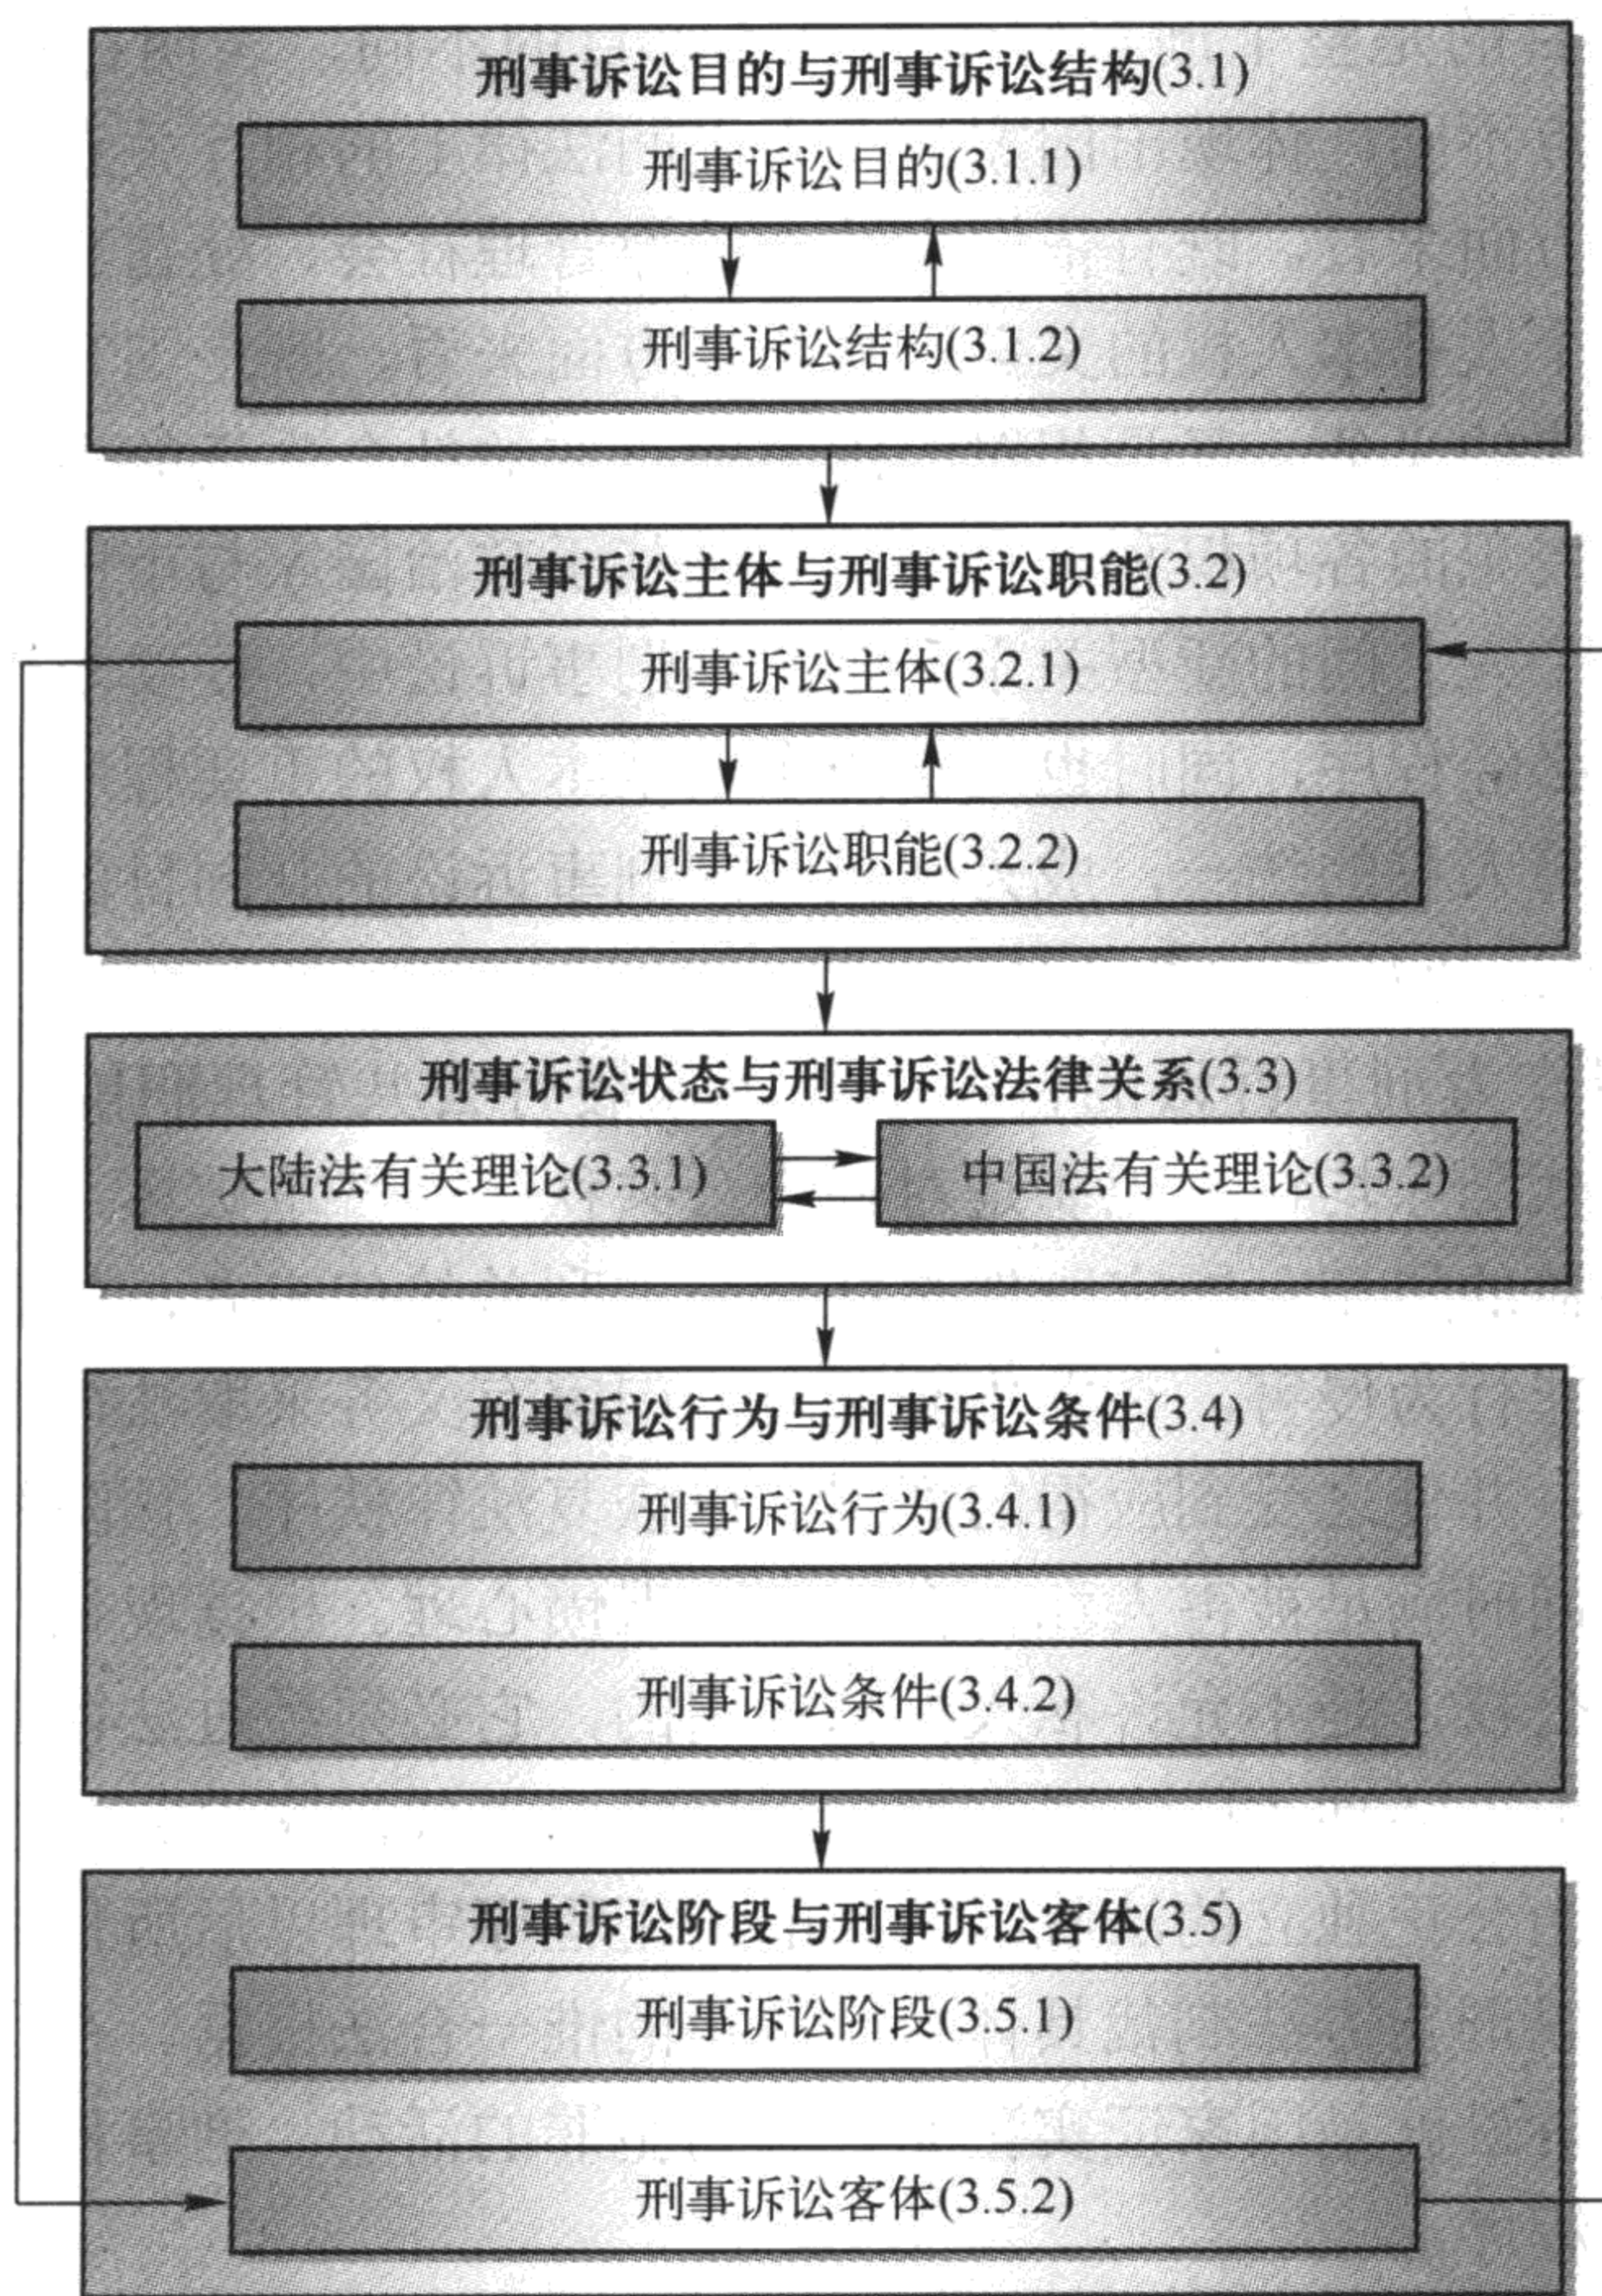 刑事诉讼目的与刑事诉讼结构(3.1)
刑事诉讼目的(3.1.1)
刑事诉讼结构(3.1.2)
刑事诉讼主体与刑事诉讼职能(3.2)
刑事诉讼主体(3.2.1)
刑事诉讼职能(3.2.2)
刑事诉讼状态与刑事诉讼法律关系(3.3)
大陆法有关理论(3.3.1)
中国法有关理论(3.3.2)
刑事诉讼行为与刑事诉讼条件(3.4)
刑事诉讼行为(3.4.1)
刑事诉讼条件(3.4.2)
刑事诉讼阶段与刑事诉讼客体(3.5)
刑事诉讼阶段(3.5.1)
刑事诉讼客体(3.5.2)